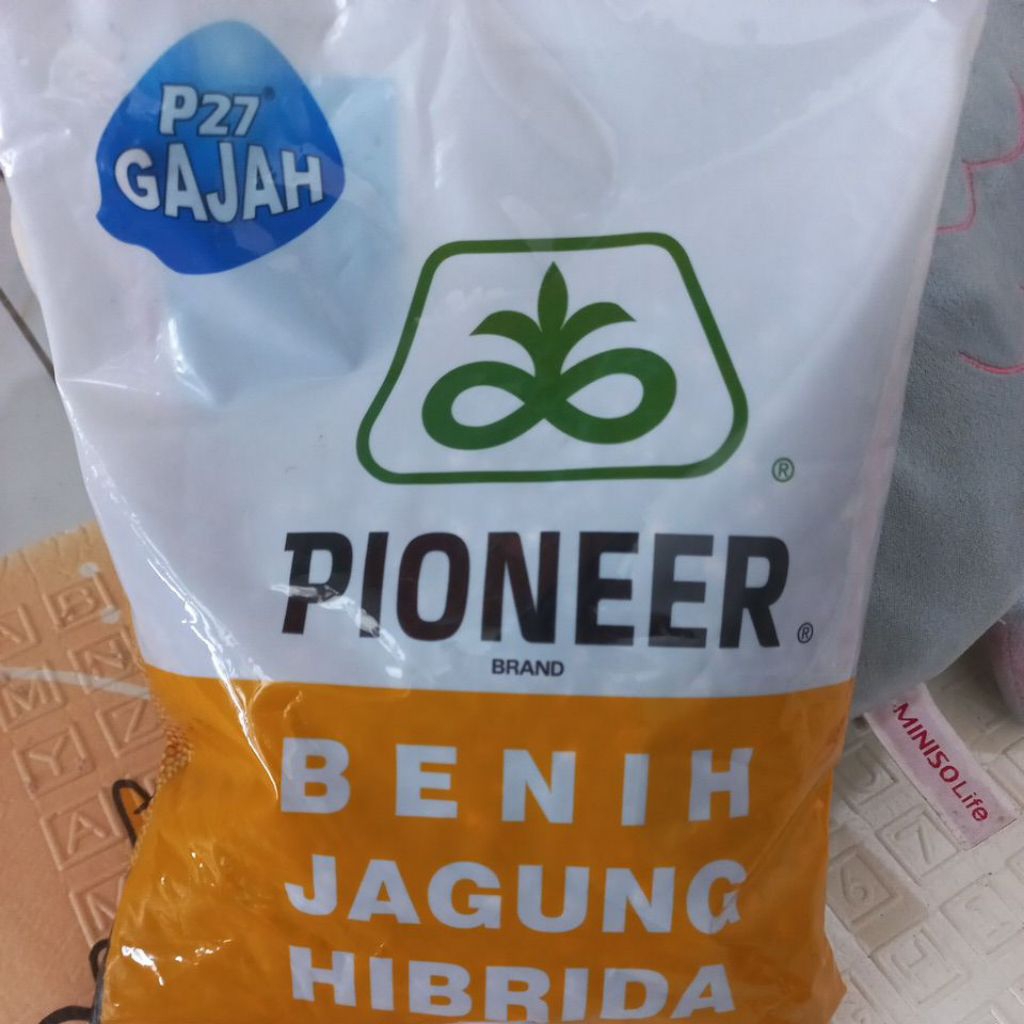 P27
GAJAH
®
PIONEER®
BRAND
BENIH
JAGUNG
HIBRIDA
MINISO Life